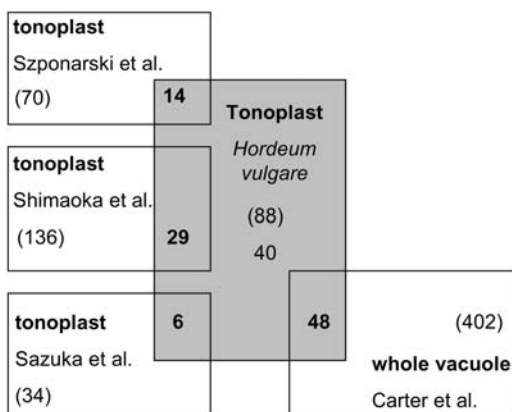 tonoplast
Szponarski et al.
(70)
14
tonoplast
Shimaoka et al.
(136)
29
tonoplast
6
Sazuka et al.
(34)
Tonoplast
Hordeum
vulgare
(88)
40
48
(402)
whole vacuole
Carter et al.